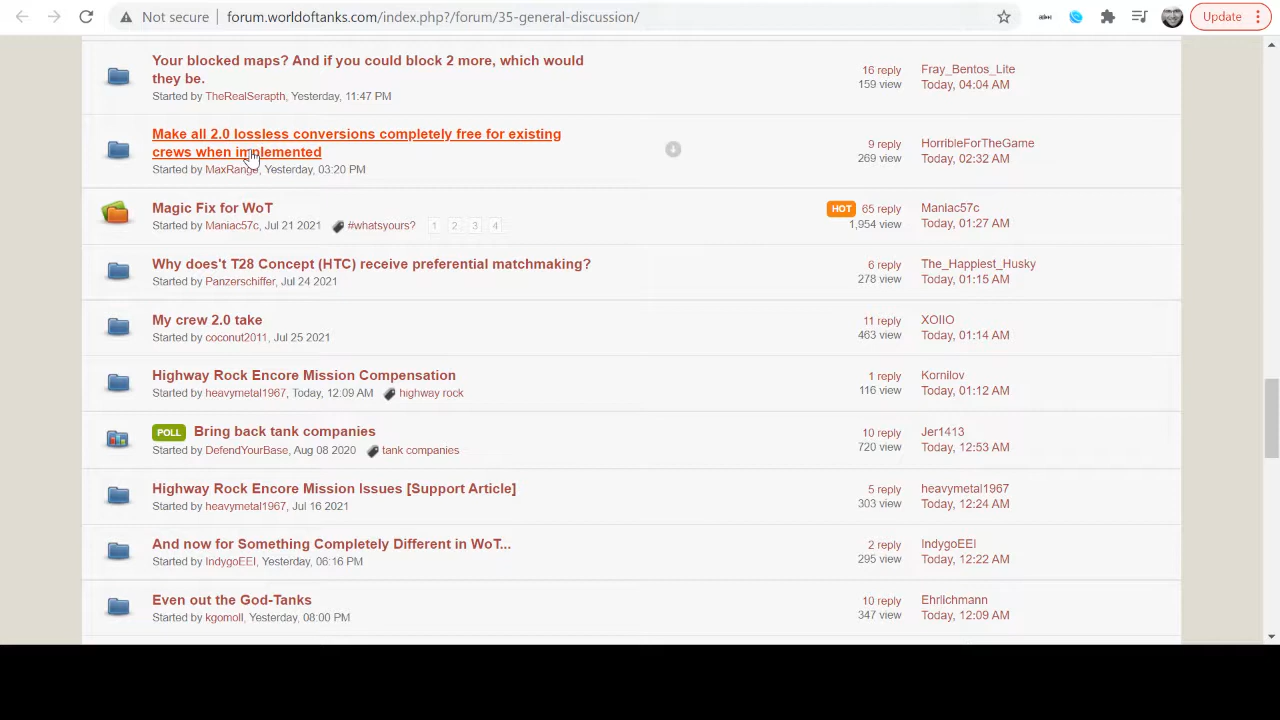 Not secure
forum.worldoftanks.com/index.php?/forum/35-general-discussion/
Update
Your blocked maps? And if you could block 2 more, which would
they be.
Started by TheRealSerapth, Yesterday, 11:47 PM
16 reply
159 view
Fray_Bentos_Lite
Today, 04:04 AM
Make all 2.0 lossless conversions completely free for existing
crews when implemented
Started by MaxRange, Yesterday, 03:20 PM
9 reply
269 view
HorribleForTheGame
Today, 02:32 AM
Magic Fix for WoT
Started by Maniac57c, Jul 21 2021 #whatsyours? 1 2 3 4
HOT 65 reply
1,954 view
Maniac57c
Today, 01:27 AM
Why does't T28 Concept (HTC) receive preferential matchmaking?
Started by Panzerschiffer, Jul 24 2021
6 reply
278 view
The_Happiest_Husky
Today, 01:15 AM
My crew 2.0 take
Started by coconut2011, Jul 25 2021
11 reply
463 view
XOIIO
Today, 01:14 AM
Highway Rock Encore Mission Compensation
Started by heavymetal1967, Today, 12:09 AM highway rock
1 reply
116 view
Kornilov
Today, 01:12 AM
POLL Bring back tank companies
Started by DefendYourBase, Aug 08 2020 tank companies
10 reply
720 view
Jer1413
Today, 12:53 AM
Highway Rock Encore Mission Issues [Support Article]
Started by heavymetal1967, Jul 16 2021
5 reply
303 view
heavymetal1967
Today, 12:24 AM
And now for Something Completely Different in WoT...
Started by IndygoEEI, Yesterday, 06:16 PM
2 reply
295 view
IndygoEEI
Today, 12:22 AM
Even out the God-Tanks
Started by kgomoll, Yesterday, 08:00 PM
10 reply
347 view
Ehrlichmann
Today, 12:09 AM